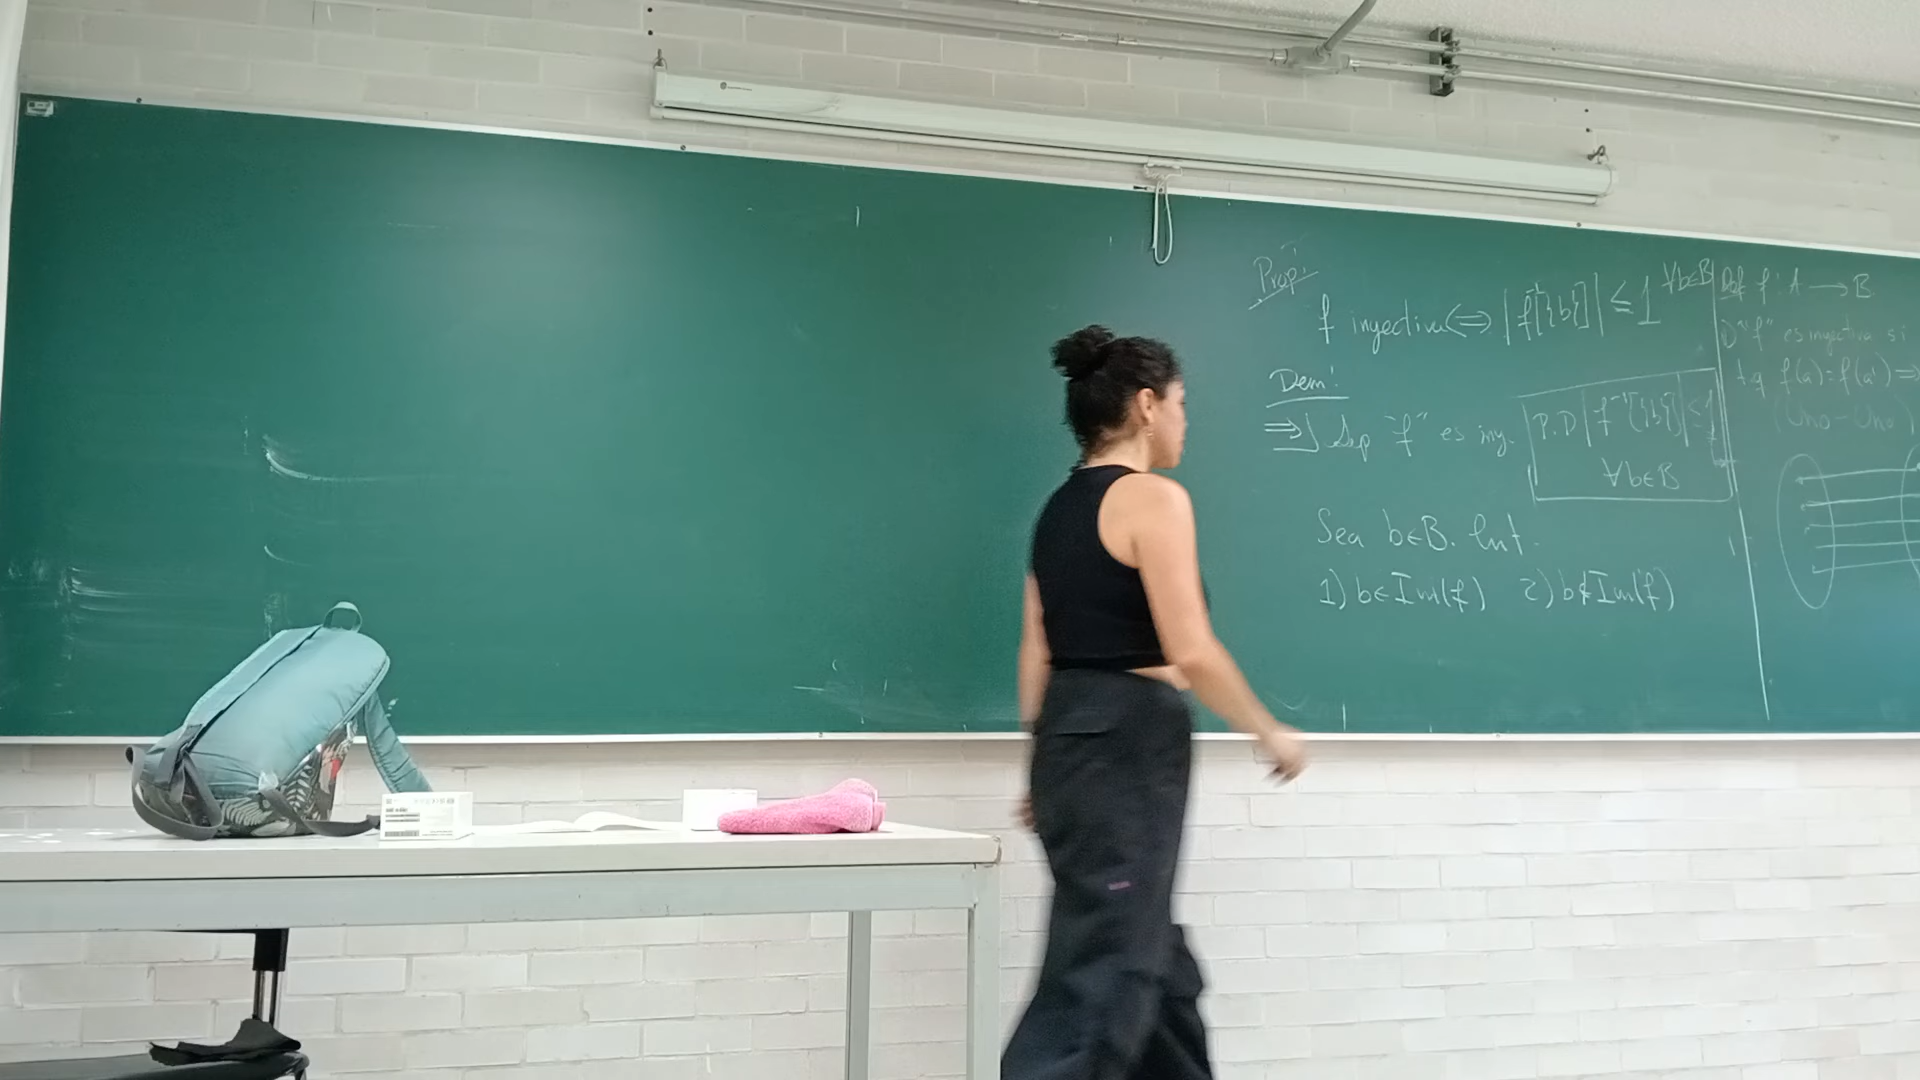 Prop:
f inyectiva ⟺ |f⁻¹[{b}]| ≤ 1 ∀b∈B
Dem:
⟹] Sup "f" es iny.
P.D |f⁻¹[{b}]| ≤ 1
∀b∈B
Sea b∈B. Ent.
1) b∈Im(f) 2) b∉Im(f)
Def f: A → B
1) "f" es inyectiva si
t.q f(a)=f(a') ⟹
(Uno-Uno)